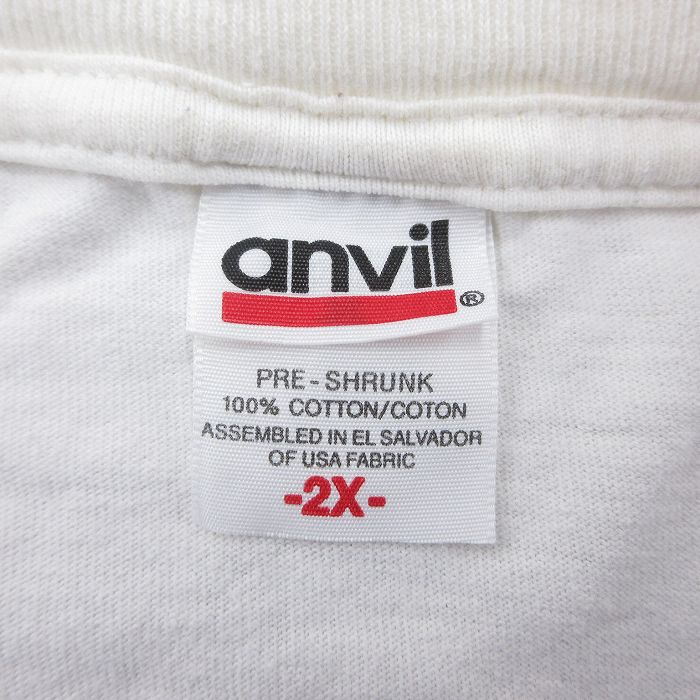 anvil®
PRE-SHRUNK
100% COTTON/COTON
ASSEMBLED IN EL SALVADOR
OF USA FABRIC
-2X-